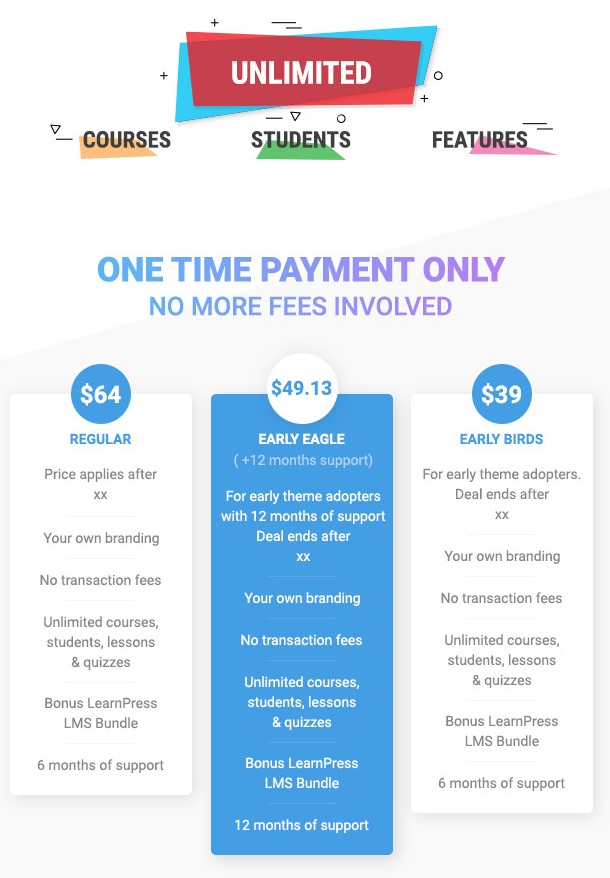 UNLIMITED
COURSES
STUDENTS
FEATURES
ONE TIME PAYMENT ONLY
NO MORE FEES INVOLVED
$64
REGULAR
Price applies after
xx
Your own branding
No transaction fees
Unlimited courses,
students, lessons
& quizzes
Bonus LearnPress
LMS Bundle
6 months of support
$49.13
EARLY EAGLE
( +12 months support)
For early theme adopters
with 12 months of support
Deal ends after
xx
Your own branding
No transaction fees
Unlimited courses,
students, lessons
& quizzes
Bonus LearnPress
LMS Bundle
12 months of support
$39
EARLY BIRDS
For early theme adopters.
Deal ends after
xx
Your own branding
No transaction fees
Unlimited courses,
students, lessons
& quizzes
Bonus LearnPress
LMS Bundle
6 months of support